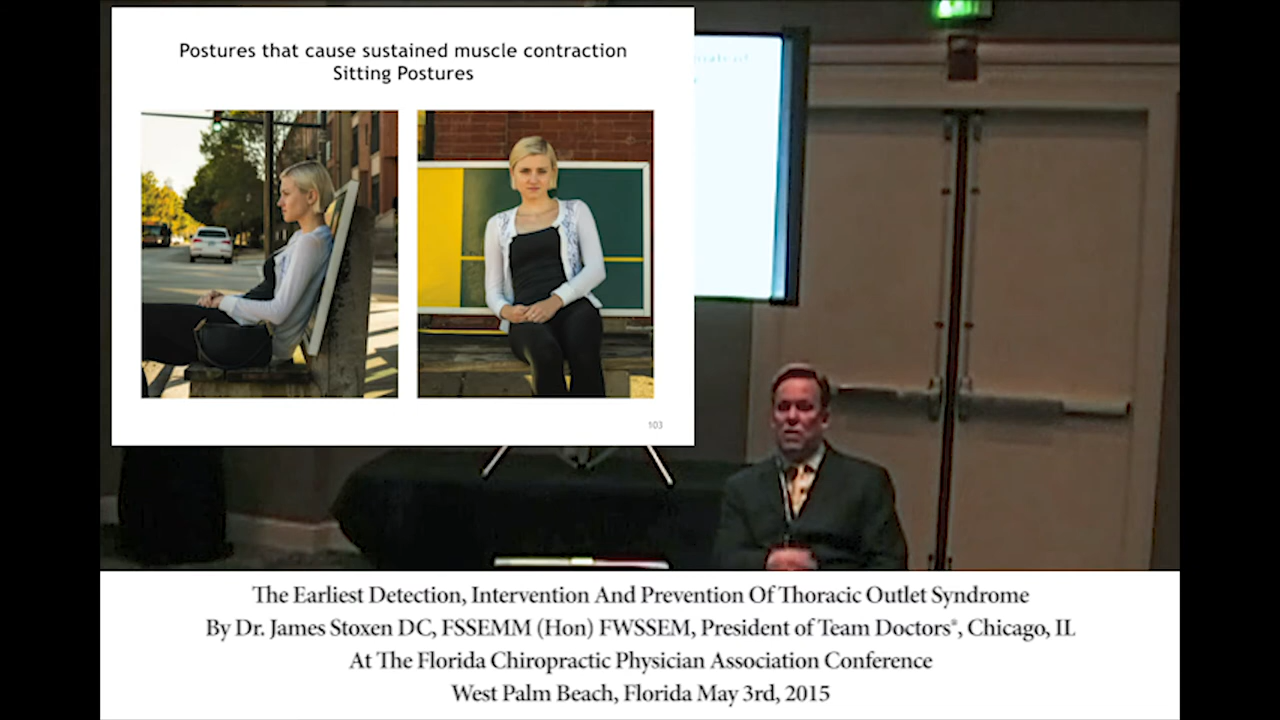 Postures that cause sustained muscle contraction
Sitting Postures
103
The Earliest Detection, Intervention And Prevention Of Thoracic Outlet Syndrome
By Dr. James Stoxen DC, FSSEMM (Hon) FWSSEM, President of Team Doctors®, Chicago, IL
At The Florida Chiropractic Physician Association Conference
West Palm Beach, Florida May 3rd, 2015